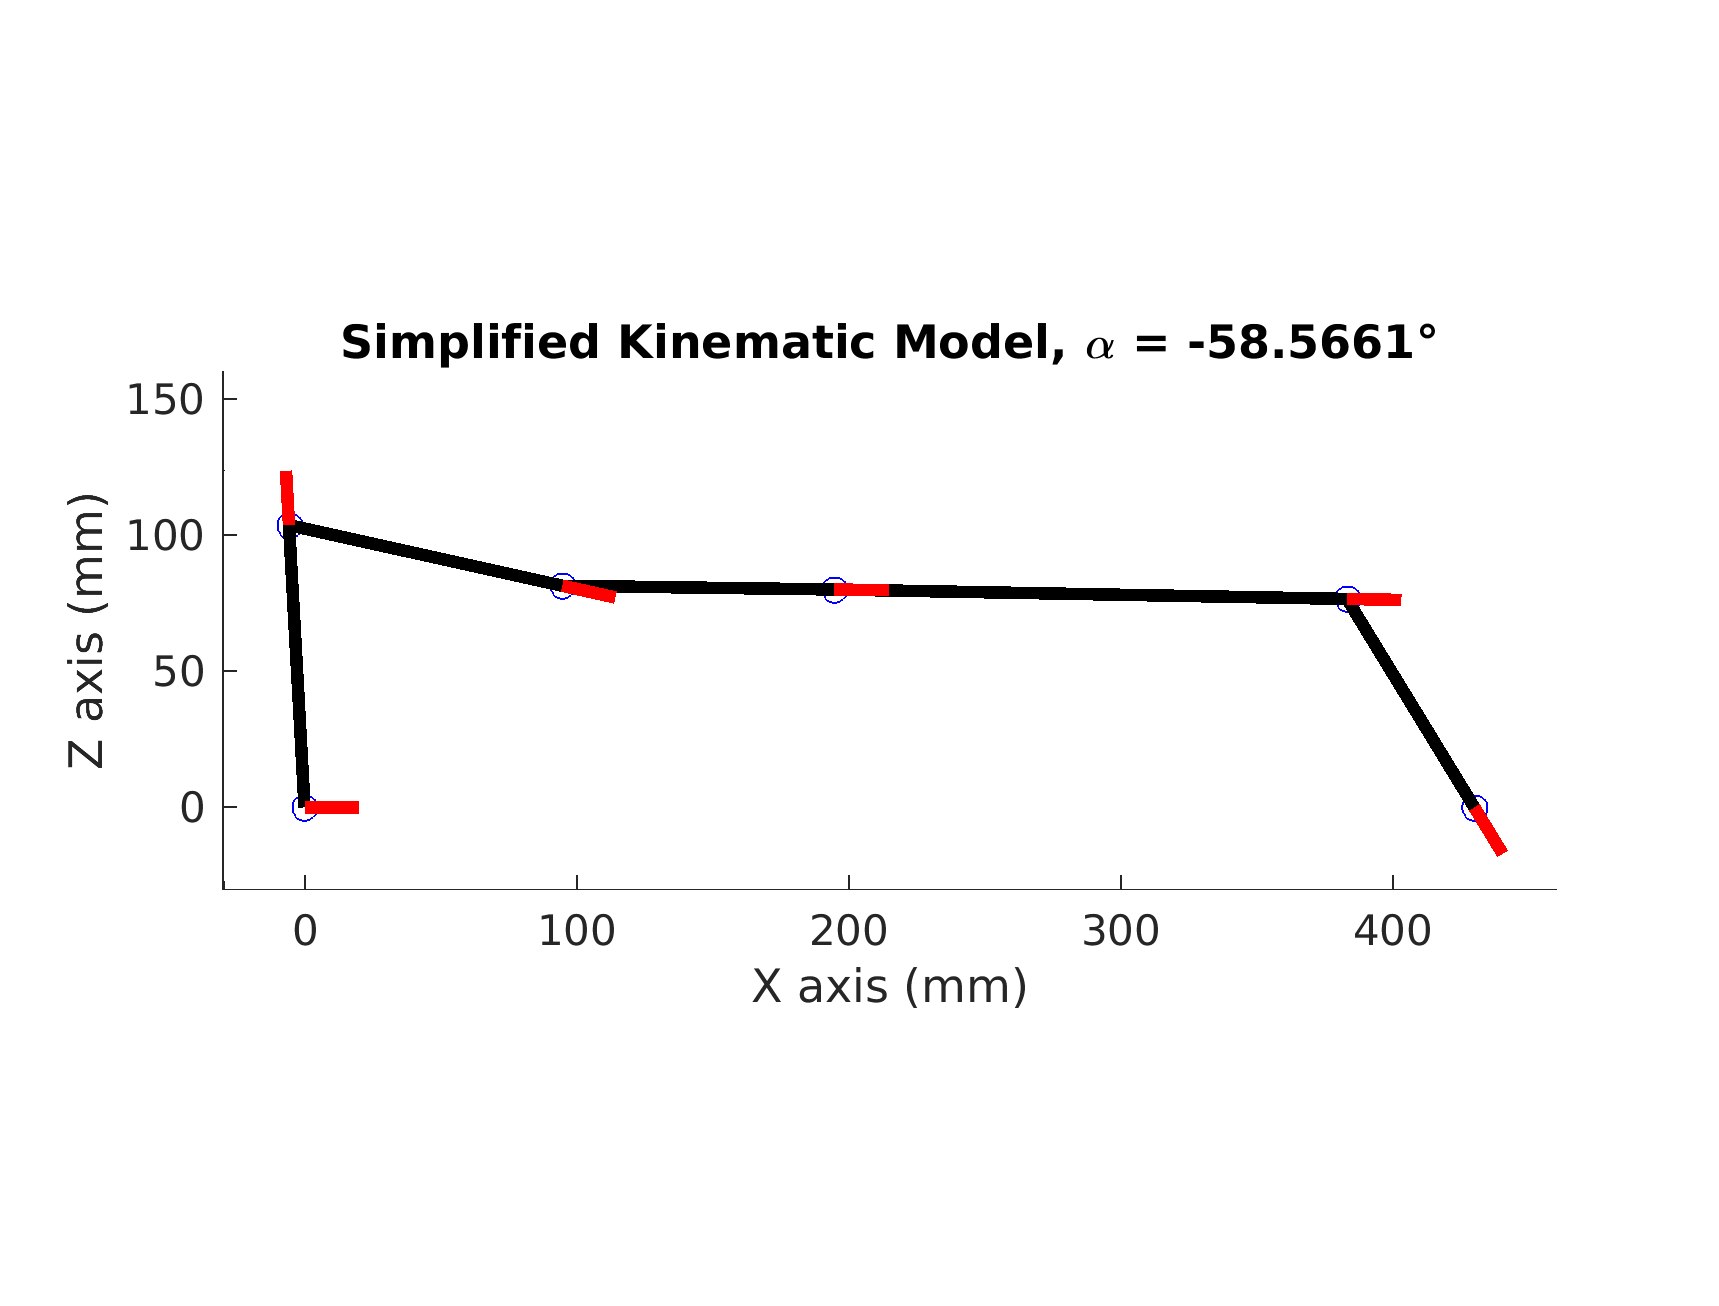 Simplified Kinematic Model, α = -58.5661°
150
100
50
0
Z axis (mm)
0 100 200 300 400
X axis (mm)